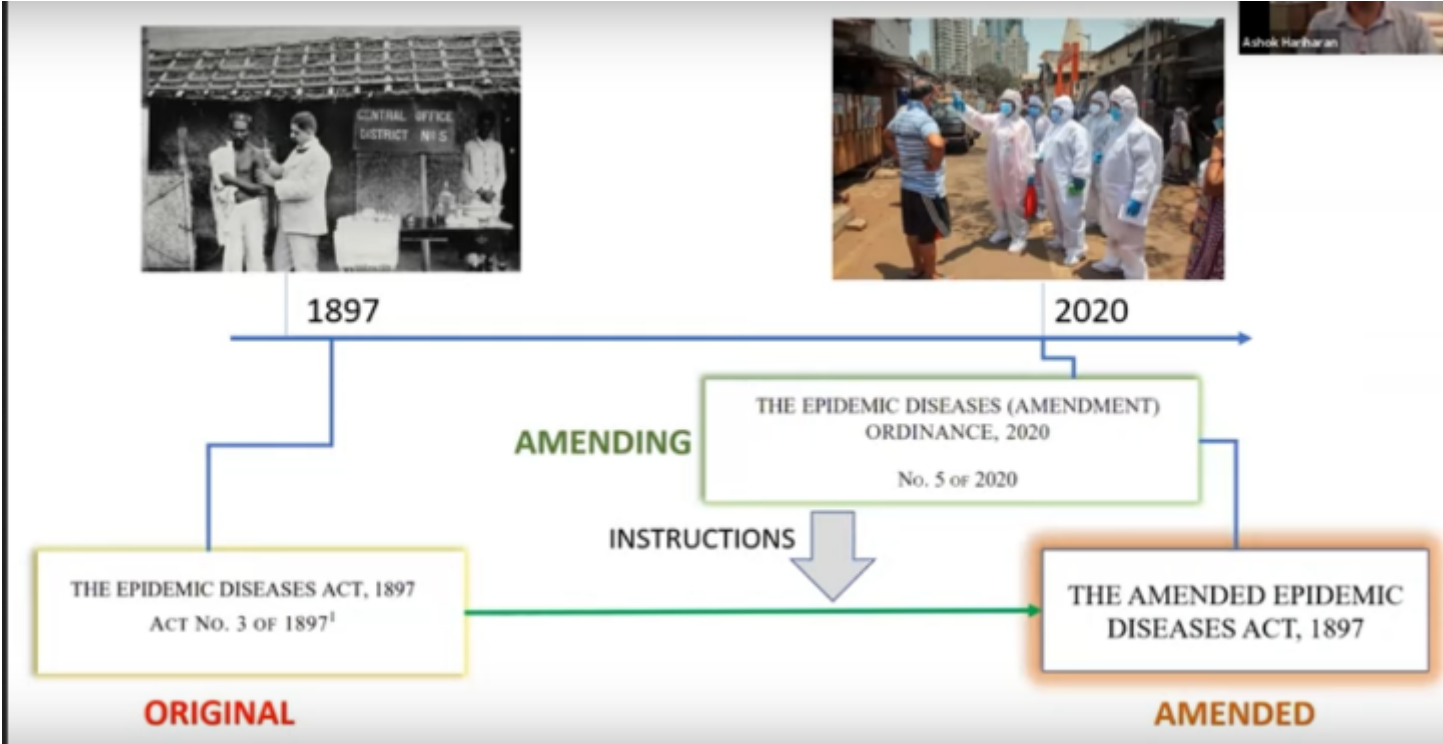 Ashok Hariharan
CENTRAL OFFICE
DISTRICT No 5
1897
2020
THE EPIDEMIC DISEASES (AMENDMENT)
ORDINANCE, 2020
No. 5 OF 2020
AMENDING
INSTRUCTIONS
THE EPIDEMIC DISEASES ACT, 1897
ACT NO. 3 OF 1897¹
THE AMENDED EPIDEMIC
DISEASES ACT, 1897
ORIGINAL
AMENDED